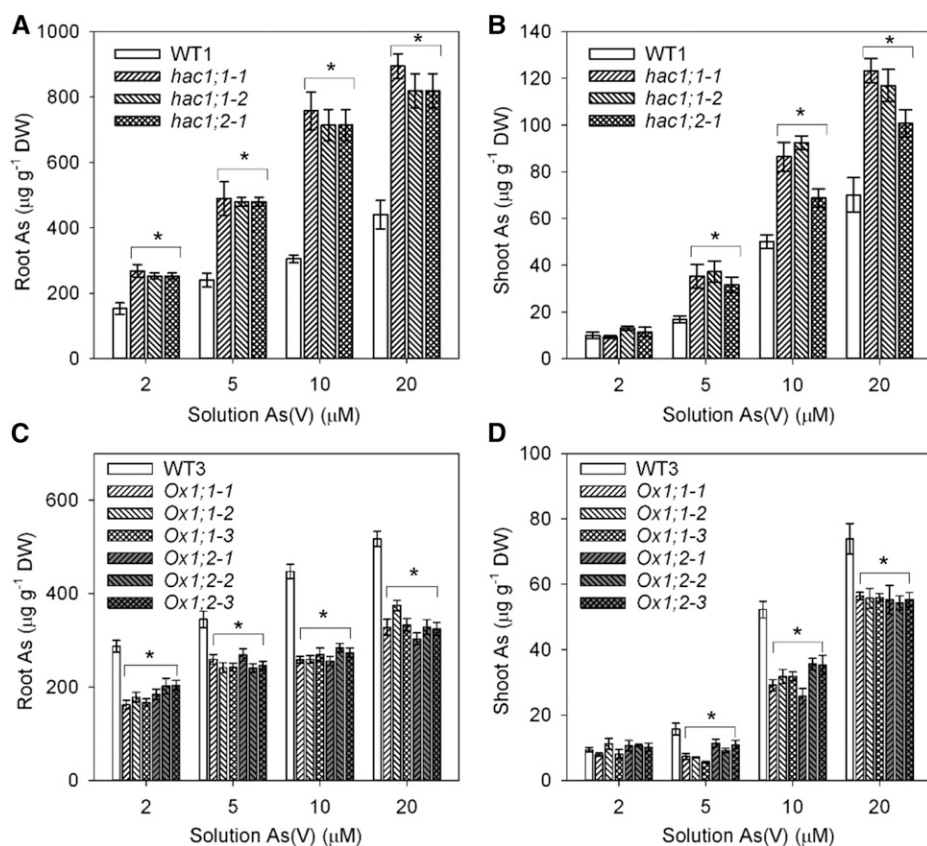 A
Root As (µg g⁻¹ DW)
1000
800
600
400
200
0
WT1
hac1;1-1
hac1;1-2
hac1;2-1
*
*
*
*
2 5 10 20
Solution As(V) (µM)
B
Shoot As (µg g⁻¹ DW)
140
120
100
80
60
40
20
0
WT1
hac1;1-1
hac1;1-2
hac1;2-1
*
*
*
2 5 10 20
Solution As(V) (µM)
C
Root As (µg g⁻¹ DW)
600
400
200
0
WT3
Ox1;1-1
Ox1;1-2
Ox1;1-3
Ox1;2-1
Ox1;2-2
Ox1;2-3
*
*
*
*
2 5 10 20
Solution As(V) (µM)
D
Shoot As (µg g⁻¹ DW)
100
80
60
40
20
0
WT3
Ox1;1-1
Ox1;1-2
Ox1;1-3
Ox1;2-1
Ox1;2-2
Ox1;2-3
*
*
*
2 5 10 20
Solution As(V) (µM)